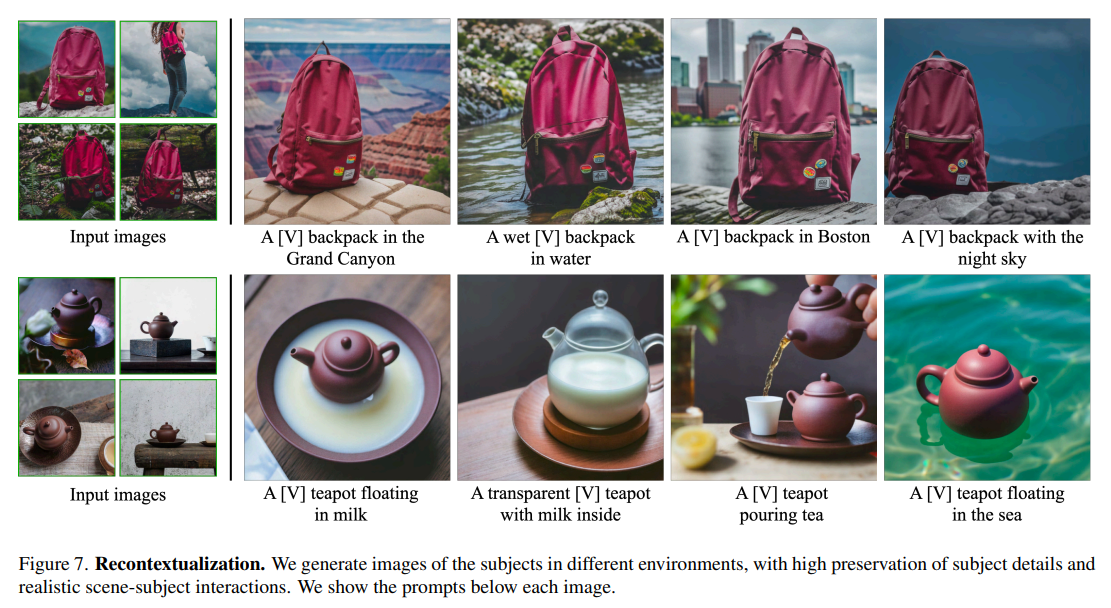 Input images
A [V] backpack in the
Grand Canyon
A wet [V] backpack
in water
A [V] backpack in Boston
A [V] backpack with the
night sky
Input images
A [V] teapot floating
in milk
A transparent [V] teapot
with milk inside
A [V] teapot
pouring tea
A [V] teapot floating
in the sea
Figure 7. Recontextualization. We generate images of the subjects in different environments, with high preservation of subject details and
realistic scene-subject interactions. We show the prompts below each image.